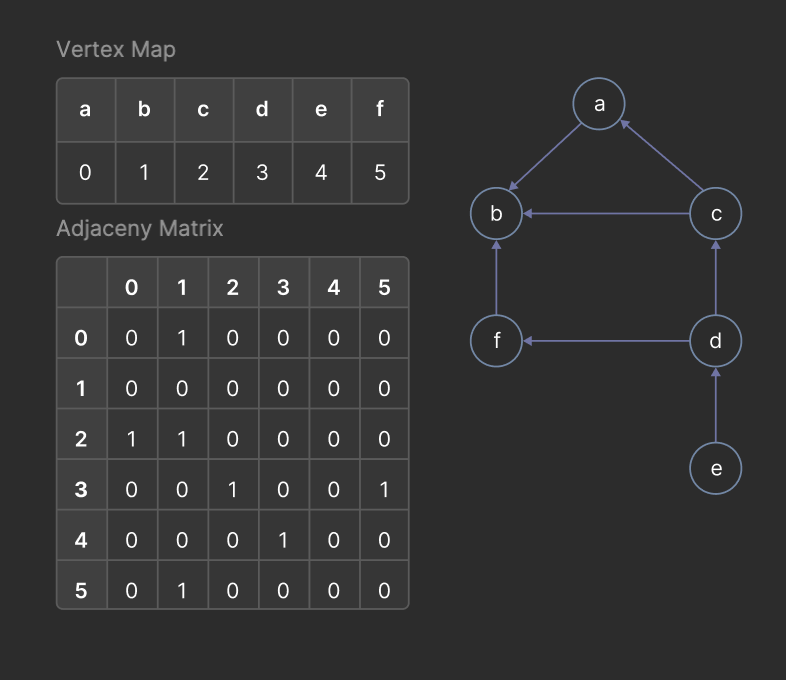 Vertex Map
a b c d e f
0 1 2 3 4 5
Adjaceny Matrix
0 1 2 3 4 5
0 0 1 0 0 0 0
1 0 0 0 0 0 0
2 1 1 0 0 0 0
3 0 0 1 0 0 1
4 0 0 0 1 0 0
5 0 1 0 0 0 0
a
b c
f d
e